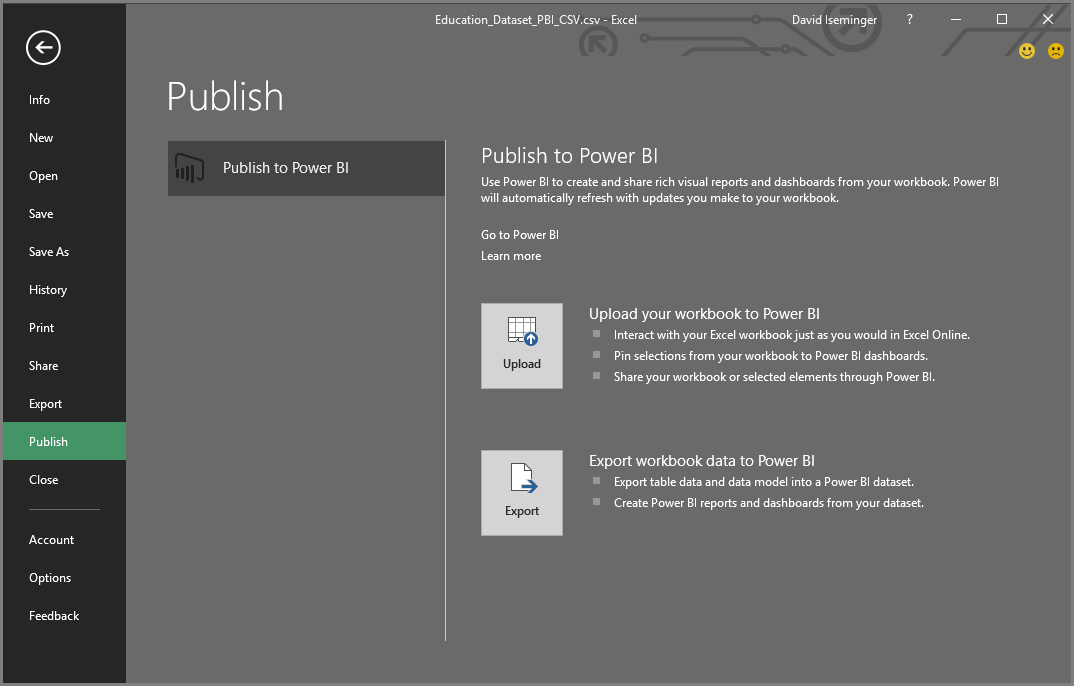 Education_Dataset_PBI_CSV.csv - Excel
David Iseminger
?
Info
New
Open
Save
Save As
History
Print
Share
Export
Publish
Close
Account
Options
Feedback
Publish
Publish to Power BI
Publish to Power BI
Use Power BI to create and share rich visual reports and dashboards from your workbook. Power BI
will automatically refresh with updates you make to your workbook.
Go to Power BI
Learn more
Upload
Upload your workbook to Power BI
Interact with your Excel workbook just as you would in Excel Online.
Pin selections from your workbook to Power BI dashboards.
Share your workbook or selected elements through Power BI.
Export
Export workbook data to Power BI
Export table data and data model into a Power BI dataset.
Create Power BI reports and dashboards from your dataset.